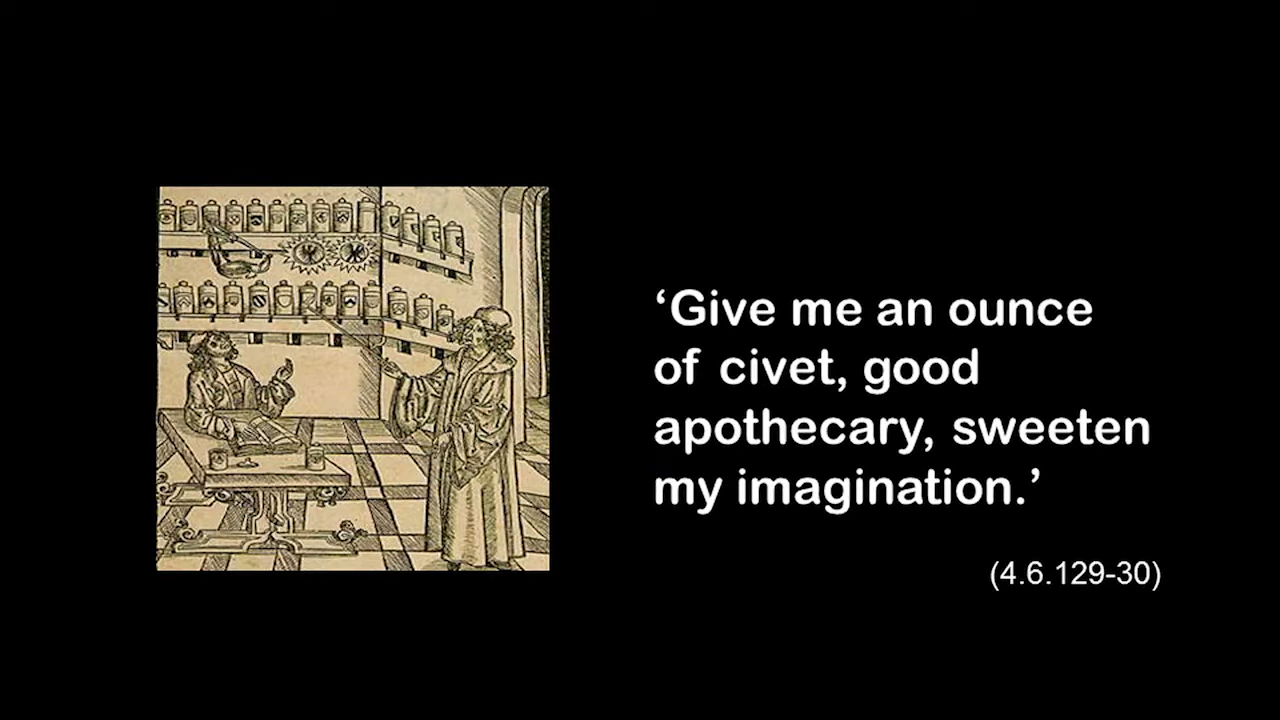 ‘Give me an ounce
of civet, good
apothecary, sweeten
my imagination.’
(4.6.129-30)